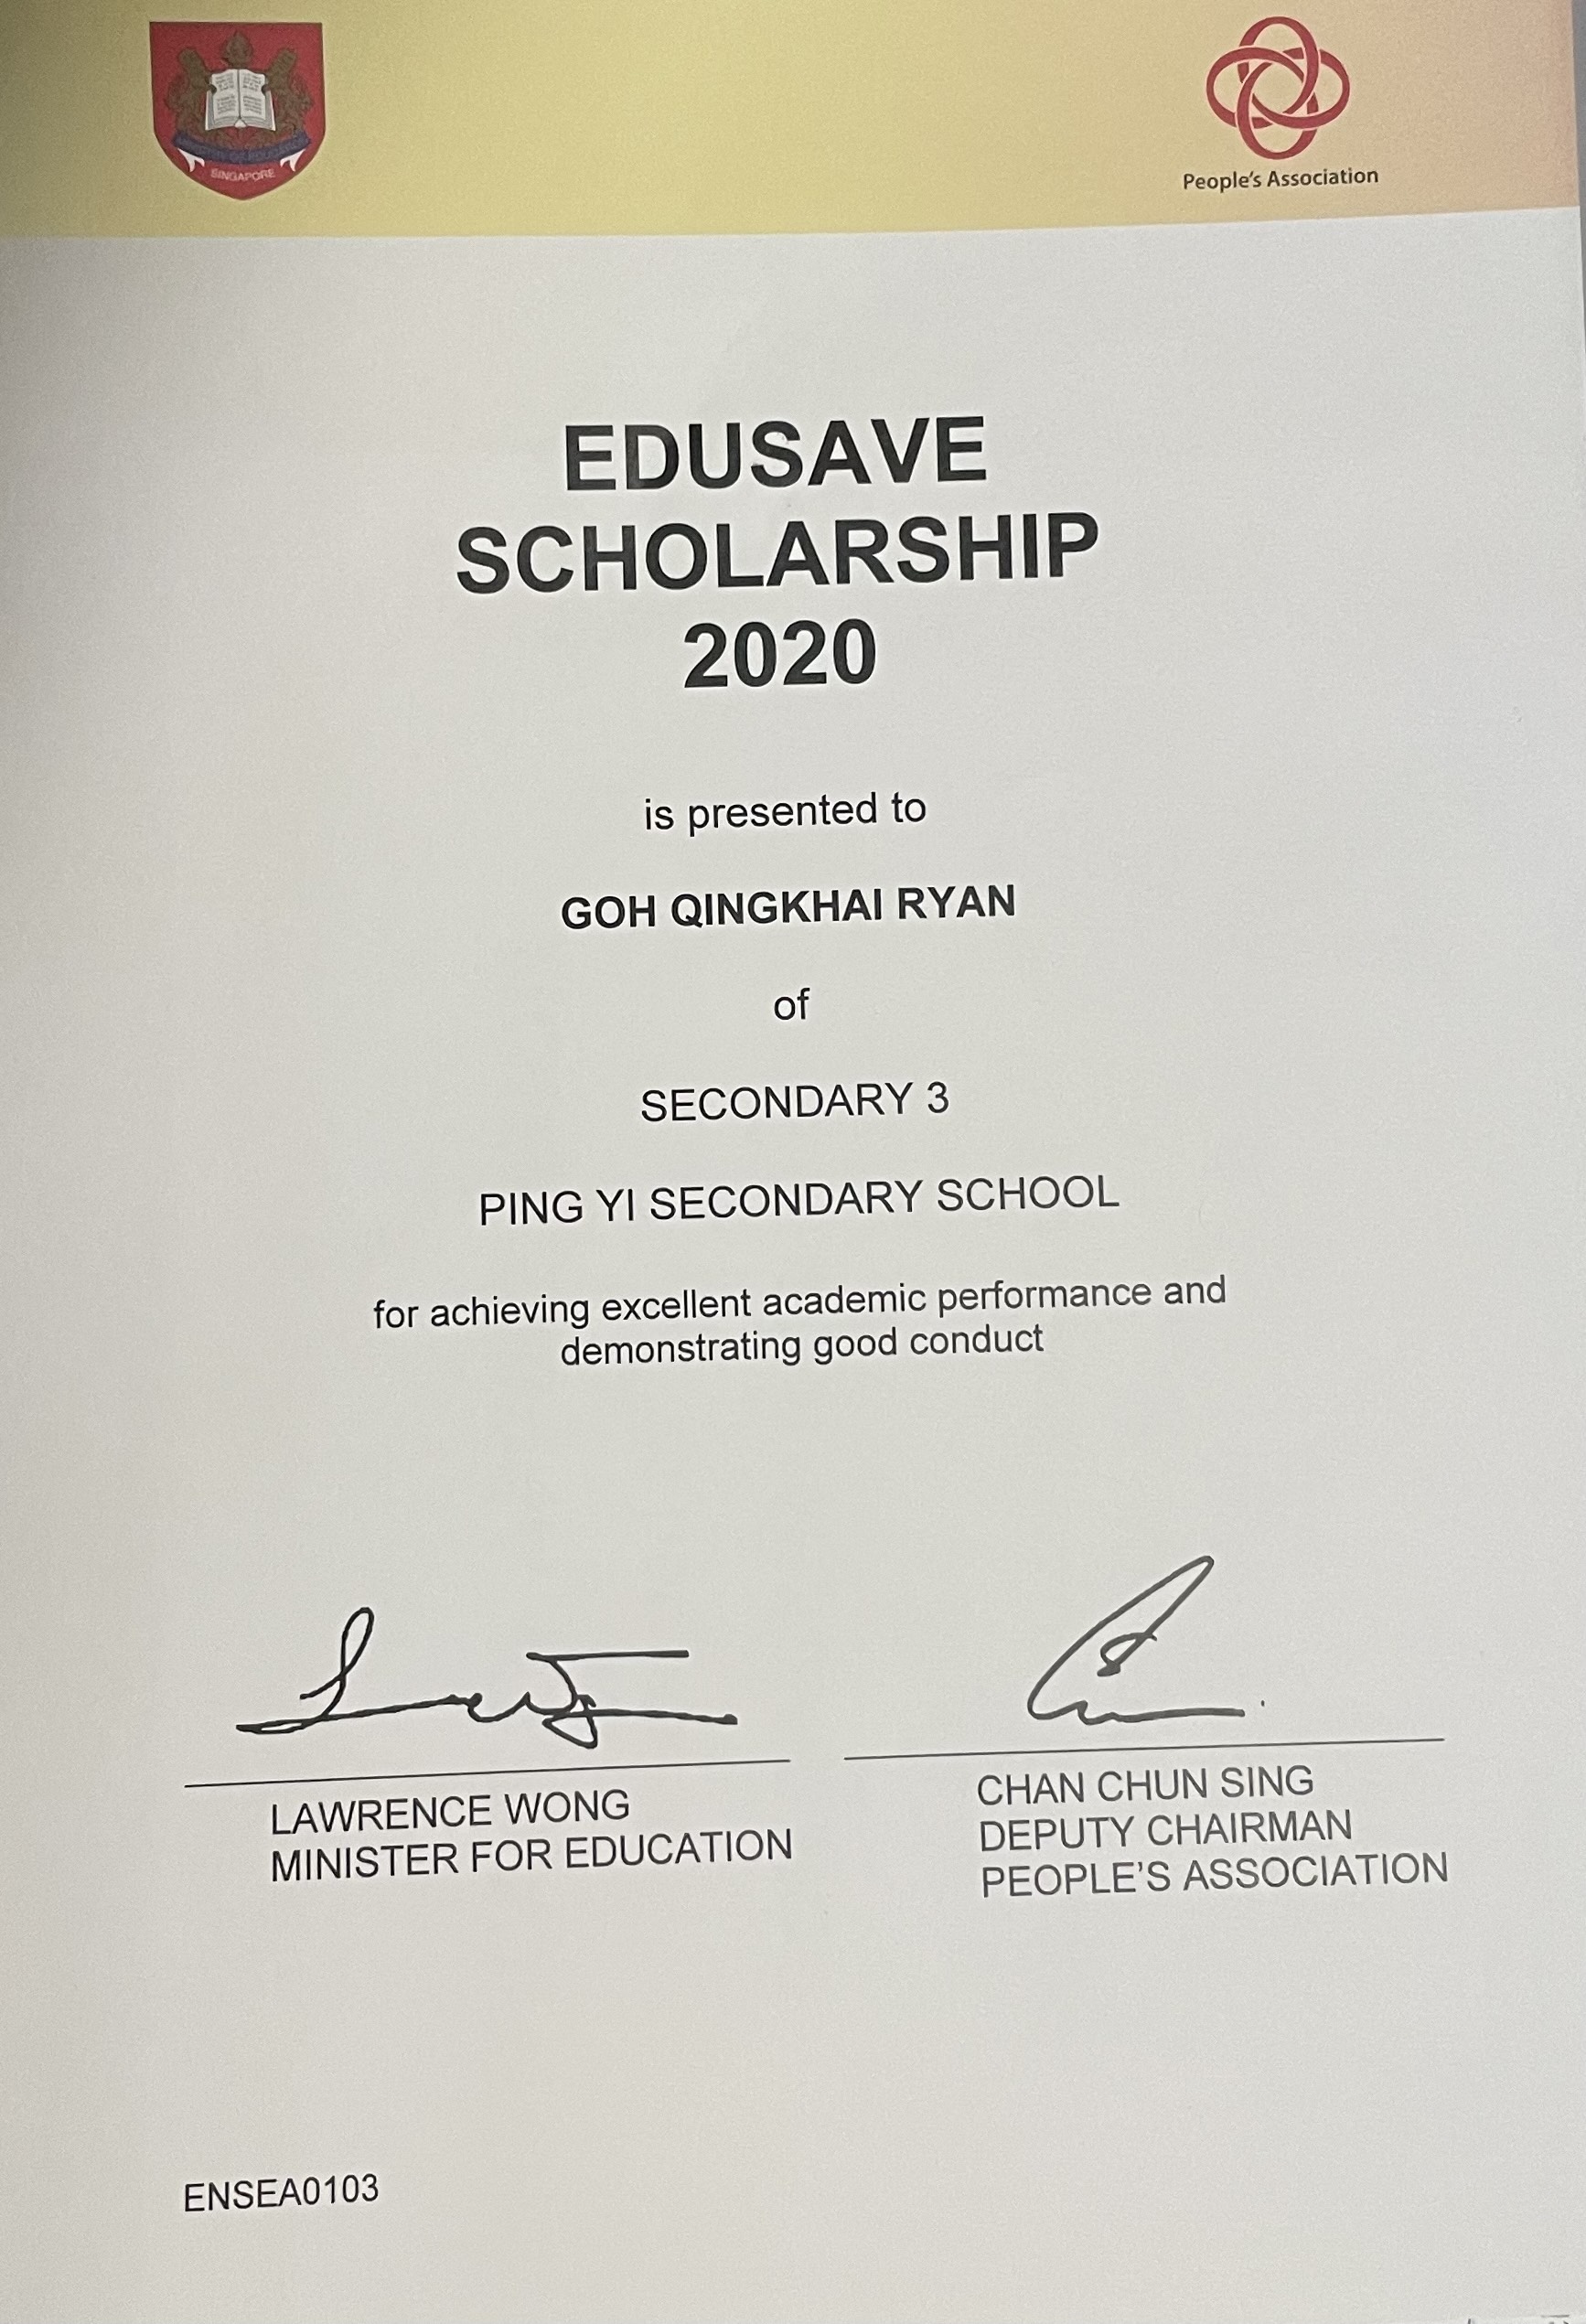 SINGAPORE
People's Association
EDUSAVE
SCHOLARSHIP
2020
is presented to
GOH QINGKHAI RYAN
of
SECONDARY 3
PING YI SECONDARY SCHOOL
for achieving excellent academic performance and
demonstrating good conduct
LAWRENCE WONG
MINISTER FOR EDUCATION
CHAN CHUN SING
DEPUTY CHAIRMAN
PEOPLE'S ASSOCIATION
ENSEA0103